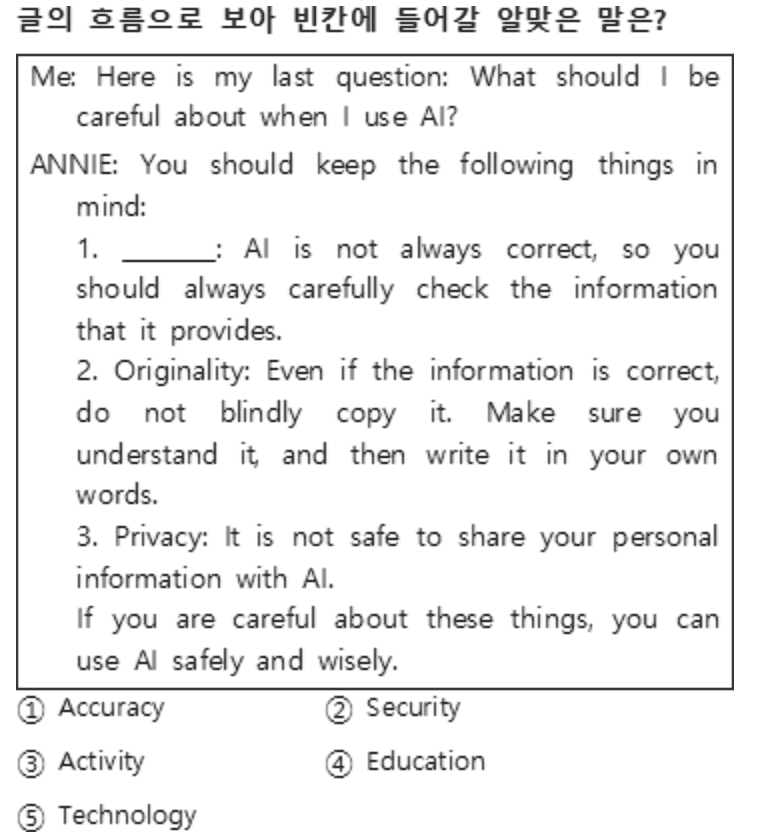 글의 흐름으로 보아 빈칸에 들어갈 알맞은 말은?
Me: Here is my last question: What should I be
careful about when I use AI?
ANNIE: You should keep the following things in
mind:
1. ______: AI is not always correct, so you
should always carefully check the information
that it provides.
2. Originality: Even if the information is correct,
do not blindly copy it. Make sure you
understand it, and then write it in your own
words.
3. Privacy: It is not safe to share your personal
information with AI.
If you are careful about these things, you can
use AI safely and wisely.
① Accuracy ② Security
③ Activity ④ Education
⑤ Technology